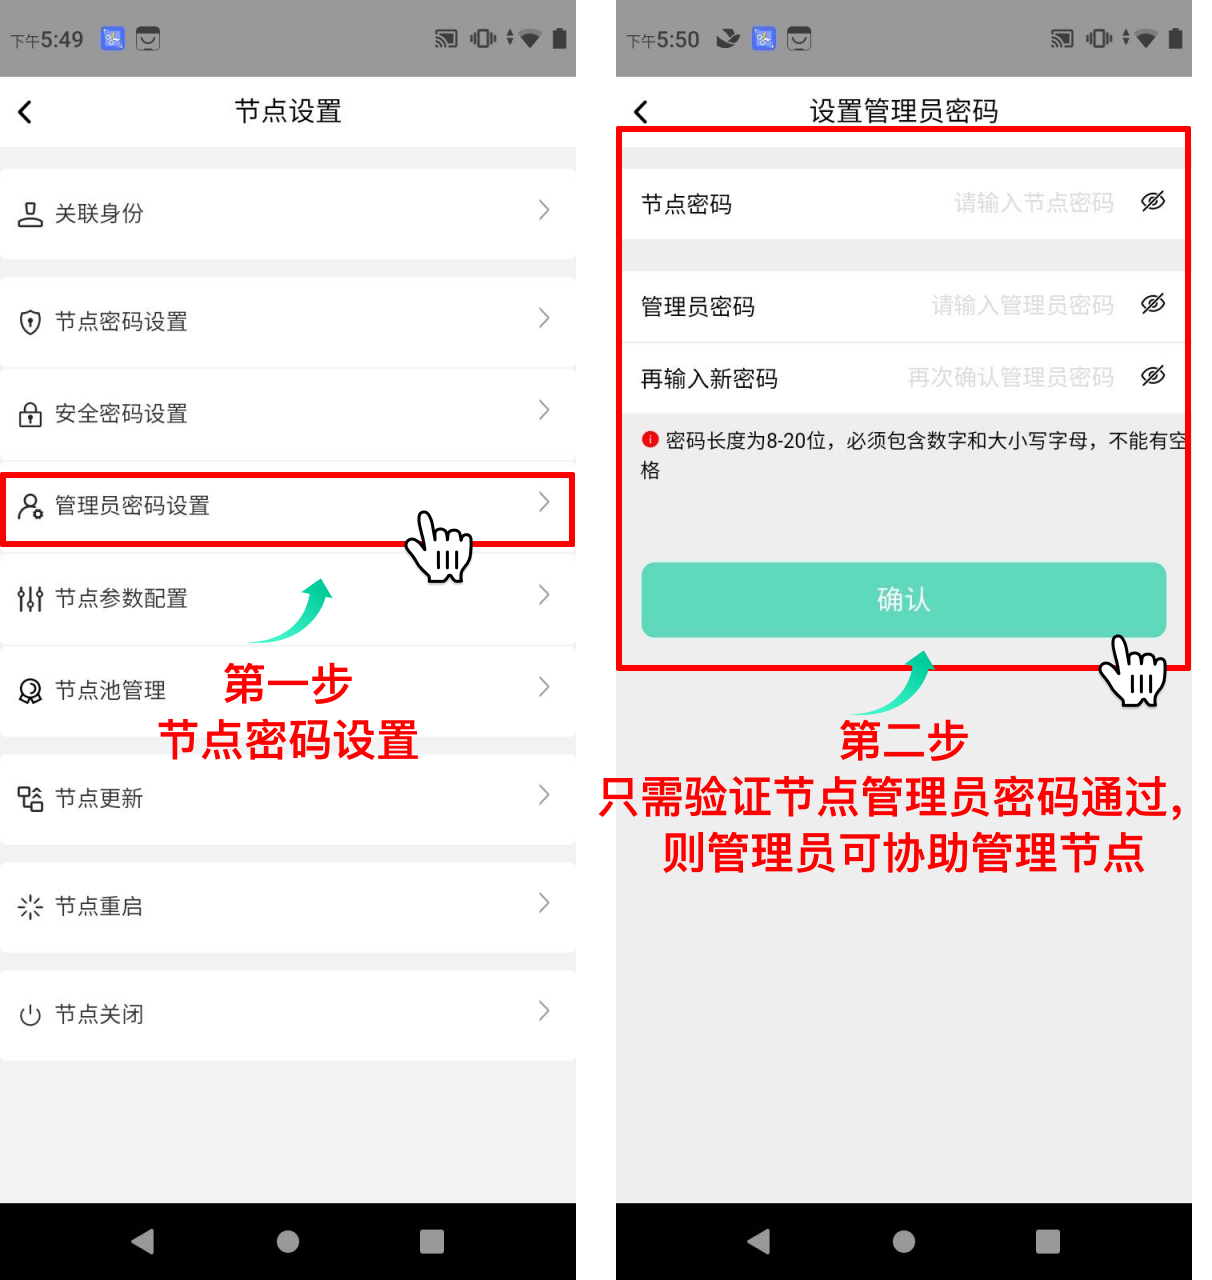 下午5:49
节点设置
关联身份
节点密码设置
安全密码设置
管理员密码设置
节点参数配置
节点池管理
第一步
节点密码设置
节点更新
节点重启
节点关闭
下午5:50
设置管理员密码
节点密码 请输入节点密码
管理员密码 请输入管理员密码
再输入新密码 再次确认管理员密码
密码长度为8-20位，必须包含数字和大小写字母，不能有空
格
确认
第二步
只需验证节点管理员密码通过，
则管理员可协助管理节点